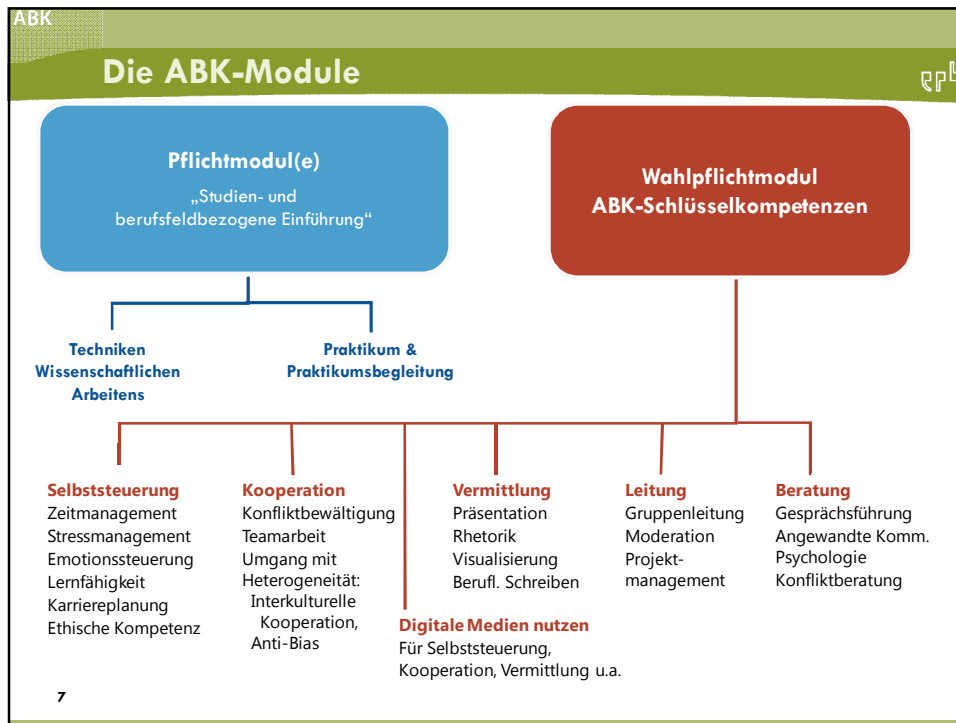 ABK
Die ABK-Module
Pflichtmodul(e)
„Studien- und
berufsfeldbezogene Einführung“
Wahlpflichtmodul
ABK-Schlüsselkompetenzen
Techniken
Wissenschaftlichen
Arbeitens
Praktikum &
Praktikumsbegleitung
Selbststeuerung
Zeitmanagement
Stressmanagement
Emotionssteuerung
Lernfähigkeit
Karriereplanung
Ethische Kompetenz
Kooperation
Konfliktbewältigung
Teamarbeit
Umgang mit
Heterogeneität:
Interkulturelle
Kooperation,
Anti-Bias
Digitale Medien nutzen
Für Selbststeuerung,
Kooperation, Vermittlung u.a.
Vermittlung
Präsentation
Rhetorik
Visualisierung
Berufl. Schreiben
Leitung
Gruppenleitung
Moderation
Projekt-
management
Beratung
Gesprächsführung
Angewandte Komm.
Psychologie
Konfliktberatung
7